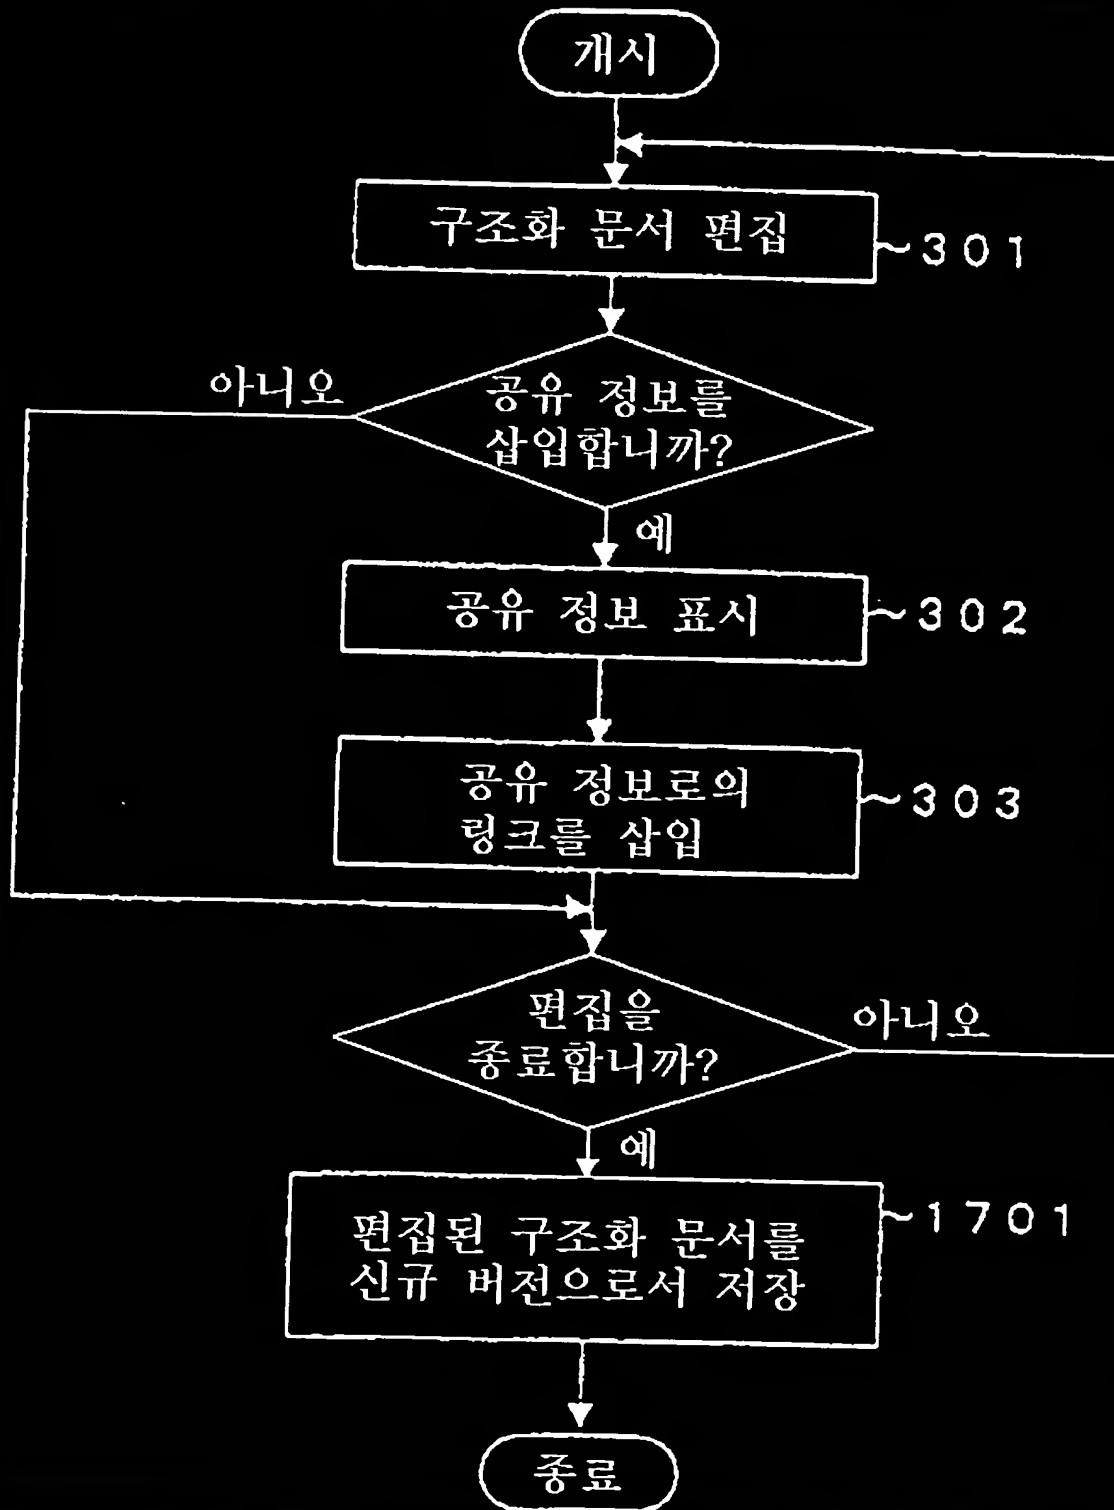 개시
구조화 문서 편집
~301
아니오
공유 정보를
삽입합니까?
예
공유 정보 표시
~302
공유 정보로의
링크를 삽입
~303
편집을
종료합니까?
아니오
예
편집된 구조화 문서를
신규 버전으로서 저장
~1701
종료